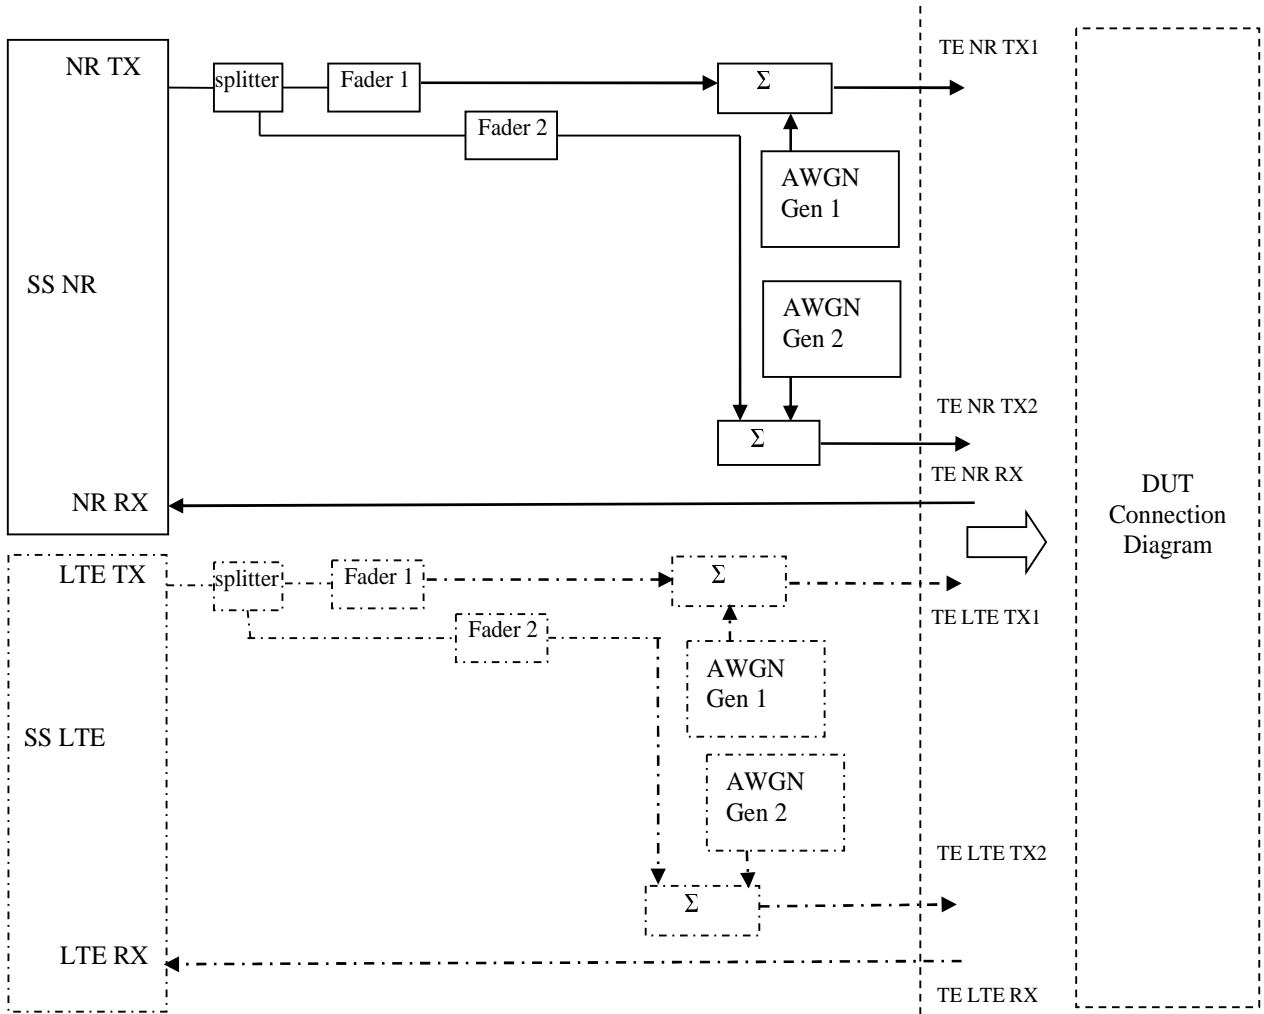 TE NR TX1
NR TX
splitter
Fader 1
Σ
Fader 2
AWGN
Gen 1
SS NR
AWGN
Gen 2
TE NR TX2
Σ
TE NR RX
NR RX
DUT
Connection
Diagram
LTE TX
splitter
Fader 1
Σ
TE LTE TX1
Fader 2
AWGN
Gen 1
SS LTE
AWGN
Gen 2
TE LTE TX2
Σ
LTE RX
TE LTE RX